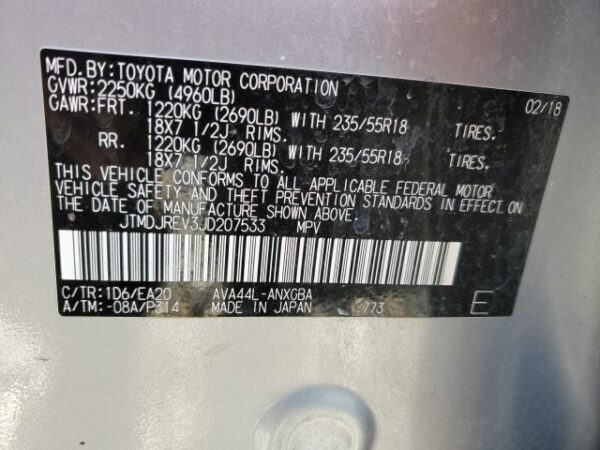 MFD. BY: TOYOTA MOTOR CORPORATION 02/18
GVWR: 2250KG (4960LB)
GAWR: FRT. 1220KG (2690LB) WITH 235/55R18 TIRES.
18X7 1/2J RIMS.
RR. 1220KG (2690LB) WITH 235/55R18 TIRES.
18X7 1/2J RIMS.
THIS VEHICLE CONFORMS TO ALL APPLICABLE FEDERAL MOTOR
VEHICLE SAFETY AND THEFT PREVENTION STANDARDS IN EFFECT ON
THE DATE OF MANUFACTURE SHOWN ABOVE.
JTMDJREV3JD207533 MPV
C/TR: 1D6/EA20 AVA44L-ANXGBA
A/TM: -08A/P314 MADE IN JAPAN 773 E